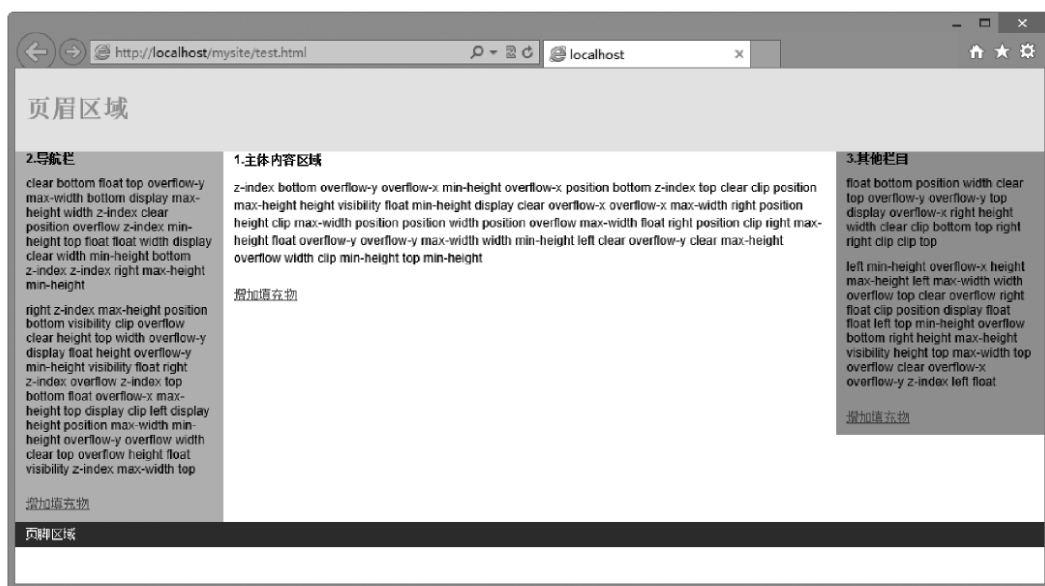 http://localhost/mysite/test.html
localhost
页眉区域
2.导航栏
clear bottom float top overflow-y
max-width bottom display max-
height width z-index clear
position overflow z-index min-
height top float float width display
clear width min-height bottom
z-index z-index right max-height
min-height
right z-index max-height position
bottom visibility clip overflow
clear height top width overflow-y
display float height overflow-y
min-height visibility float right
z-index overflow z-index top
bottom float overflow-x max-
height top display clip left display
height position max-width min-
height overflow-y overflow width
clear top overflow height float
visibility z-index max-width top
增加填充物
1.主体内容区域
z-index bottom overflow-y overflow-x min-height overflow-x position bottom z-index top clear clip position
max-height height visibility float min-height display clear overflow-x overflow-x max-width right position
height clip max-width position position width position overflow max-width float right position clip right max-
height float overflow-y overflow-y max-width width min-height left clear overflow-y clear max-height
overflow width clip min-height top min-height
增加填充物
3.其他栏目
float bottom position width clear
top overflow-y overflow-y top
display overflow-x right height
width clear clip bottom top right
right clip clip top
left min-height overflow-x height
max-height left max-width width
overflow top clear overflow right
float clip position display float
float left top min-height overflow
bottom right height max-height
visibility height top max-width top
overflow clear overflow-x
overflow-y z-index left float
增加填充物
页脚区域